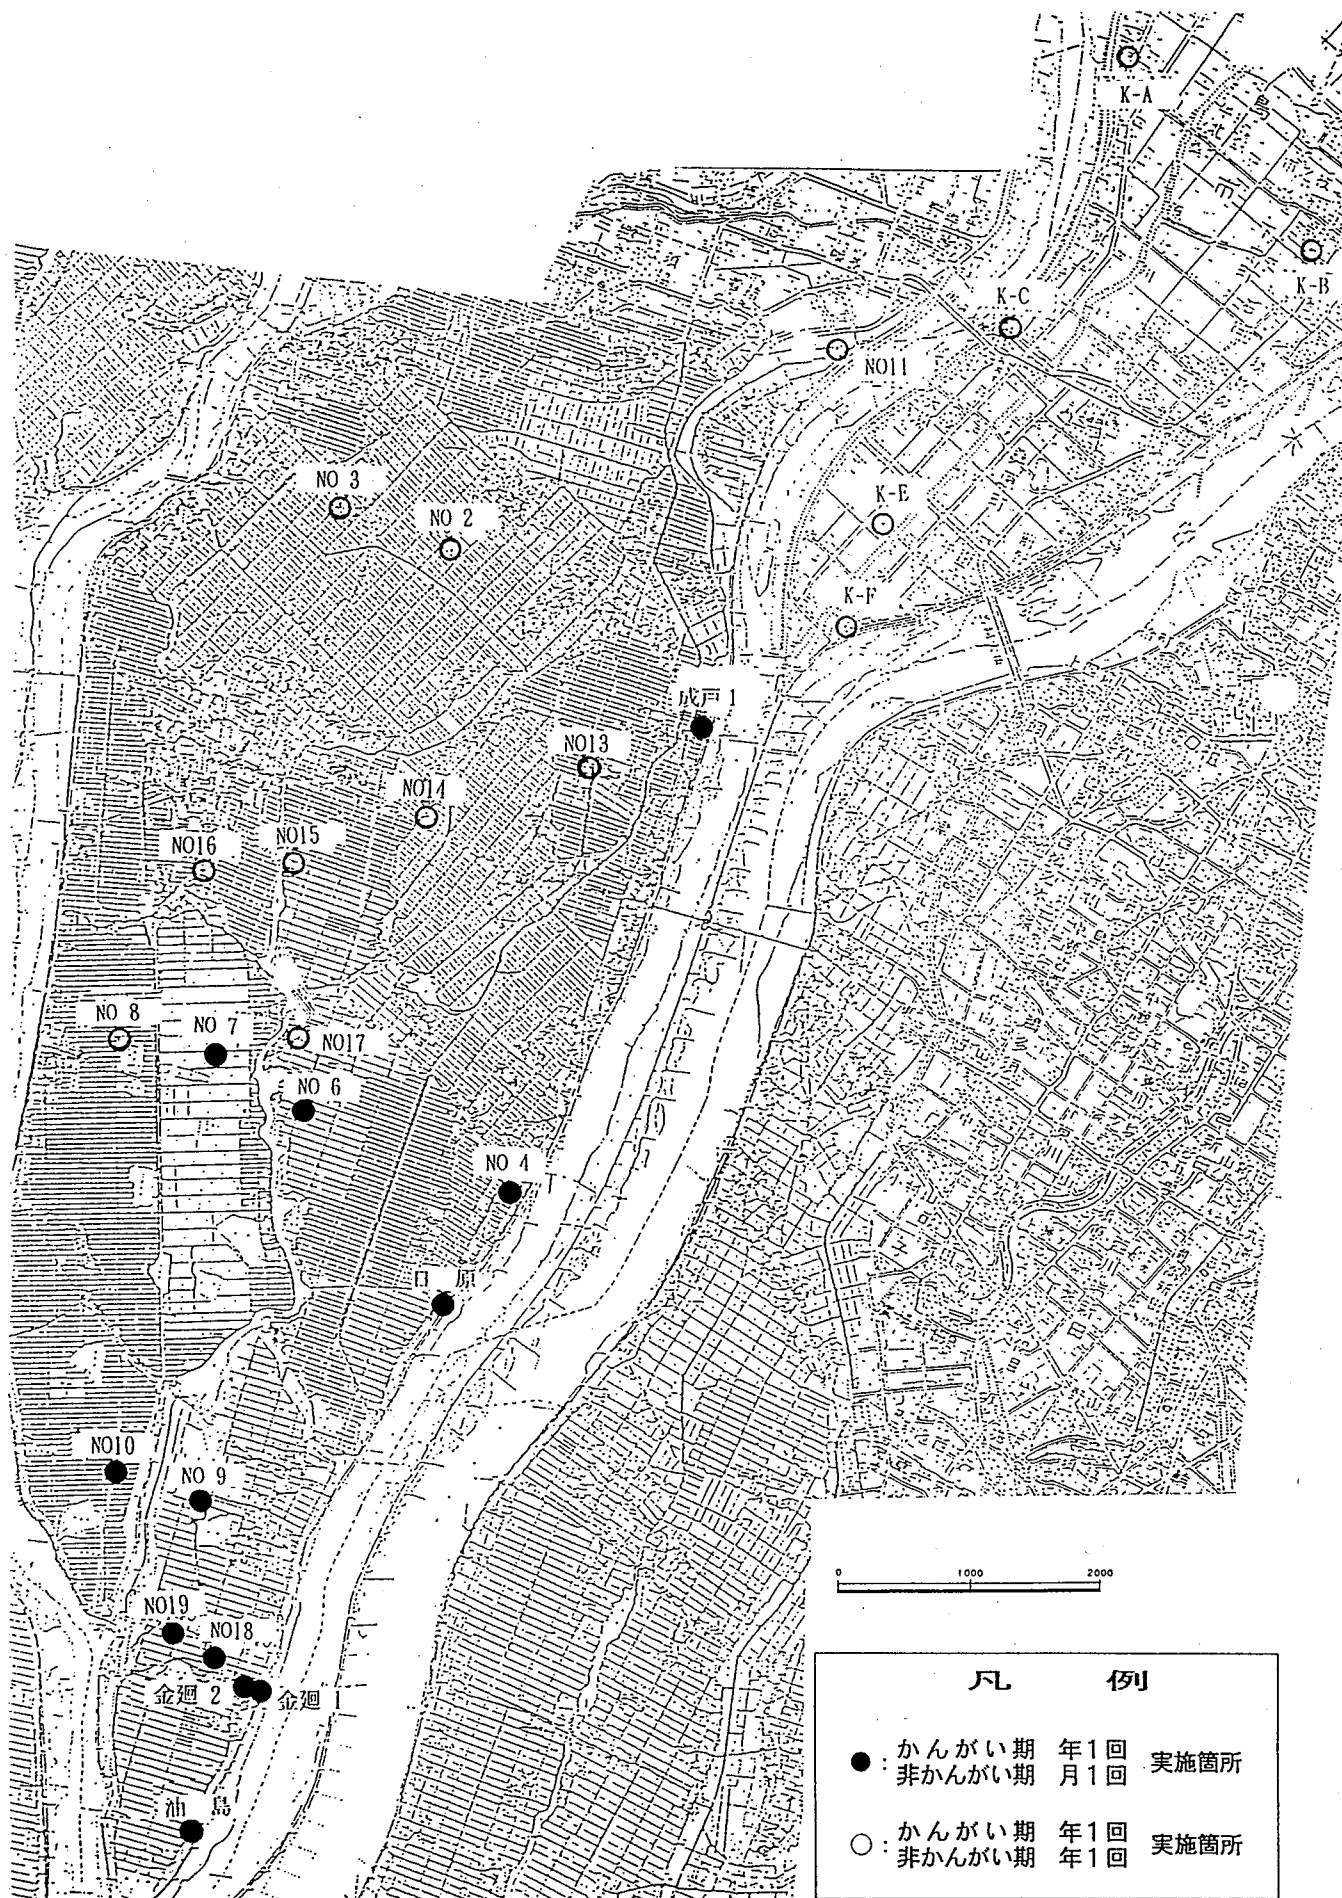 K-A
K-B
K-C
NO11
NO 3
NO 2
K-E
K-F
成戸 1
NO13
NO14
NO15
NO16
NO 8
NO 7
NO17
NO 6
NO 4
NO10
NO 9
NO19
NO18
金廻 2
金廻 1
油 島
0 1000 2000
凡 例
●: かんがい期 年1回 実施箇所
非かんがい期 月1回
○: かんがい期 年1回 実施箇所
非かんがい期 年1回